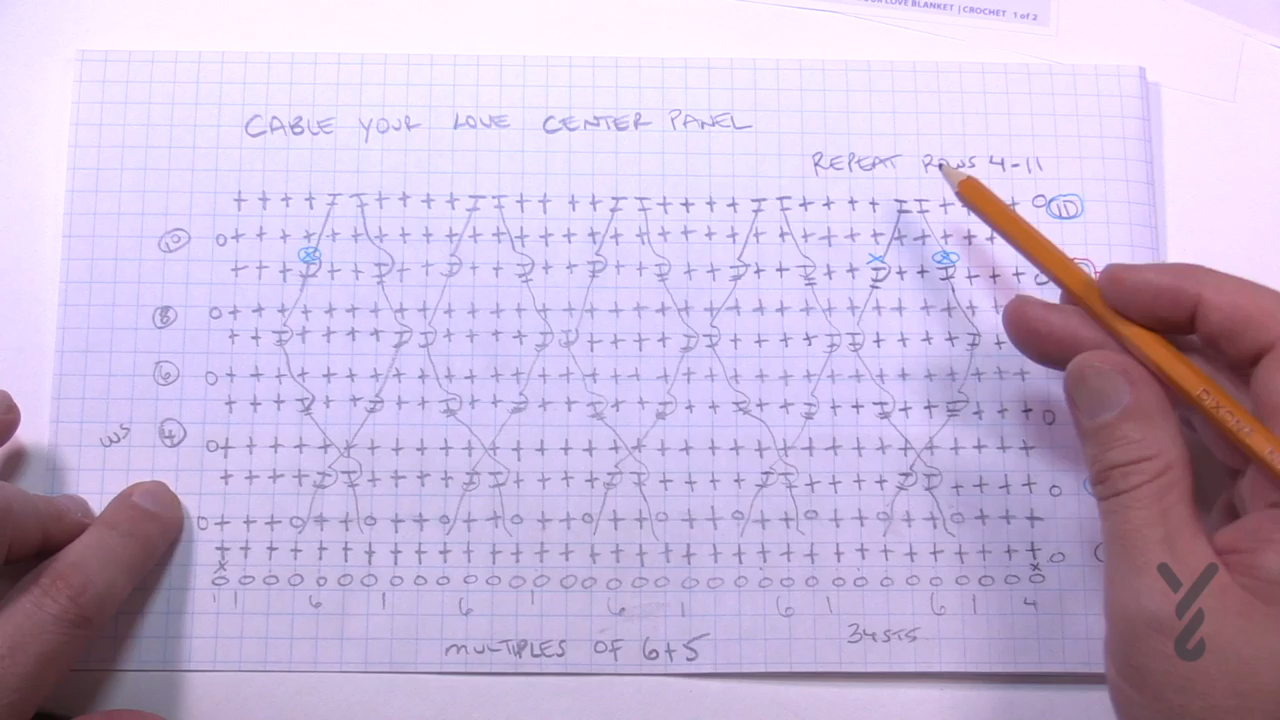 OUR LOVE BLANKET | CROCHET 1 of 2
CABLE YOUR LOVE CENTER PANEL
REPEAT ROWS 4-11
11
10
8
6
WS 4
1 1 6 1 6 1 6 1 6 1 6 1 4
34 STS
MULTIPLES OF 6+5
DIXON